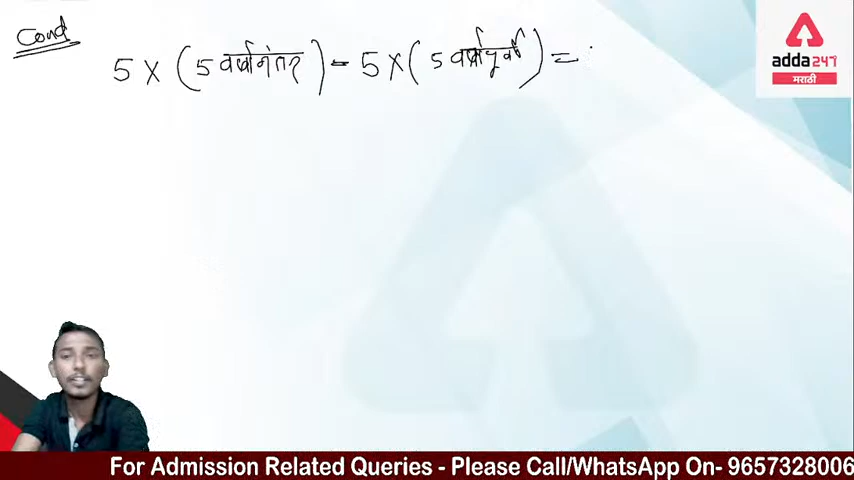 Cond
5 × (5 वर्षानंतर) - 5 × (5 वर्षापूर्वी) =
adda247
मराठी
For Admission Related Queries - Please Call/WhatsApp On- 9657328006